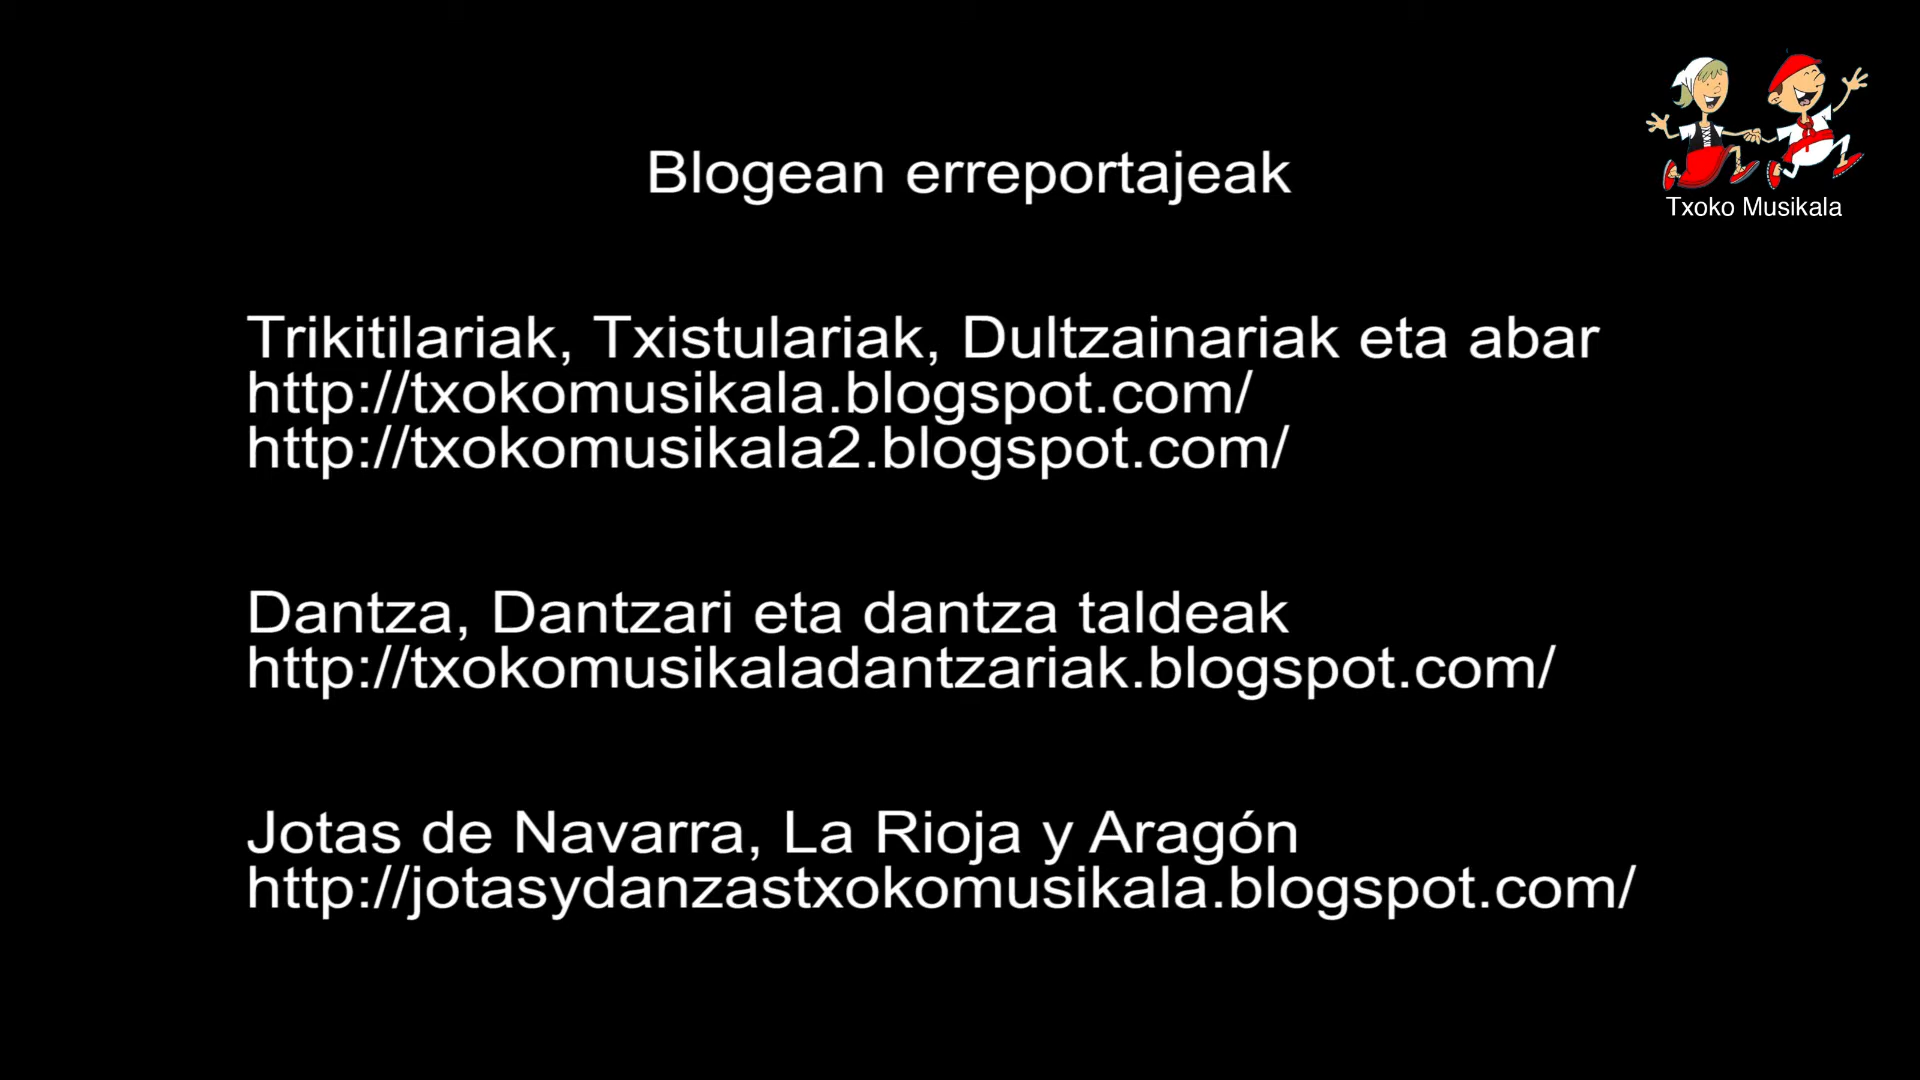 Blogean erreportajeak
Txoko Musikala
Trikitilariak, Txistulariak, Dultzainariak eta abar
http://txokomusikala.blogspot.com/
http://txokomusikala2.blogspot.com/
Dantza, Dantzari eta dantza taldeak
http://txokomusikaladantzariak.blogspot.com/
Jotas de Navarra, La Rioja y Aragón
http://jotasydanzastxokomusikala.blogspot.com/